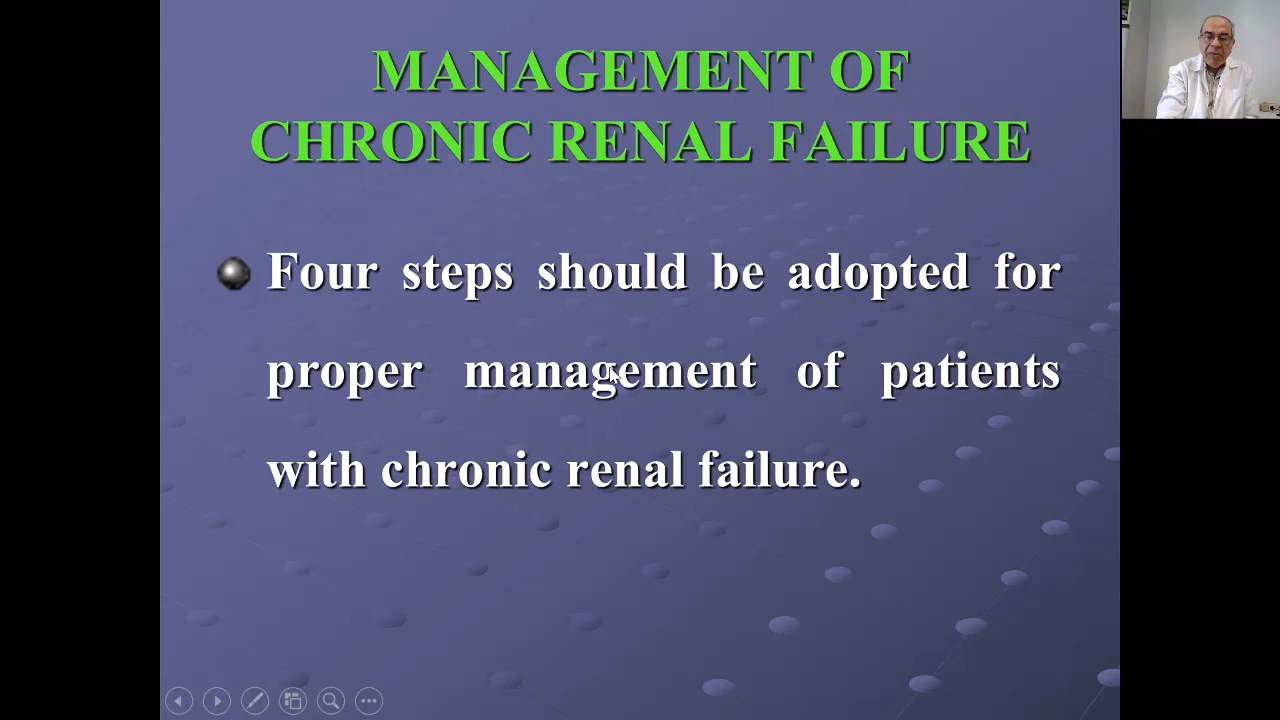 MANAGEMENT OF
CHRONIC RENAL FAILURE
Four steps should be adopted for
proper management of patients
with chronic renal failure.